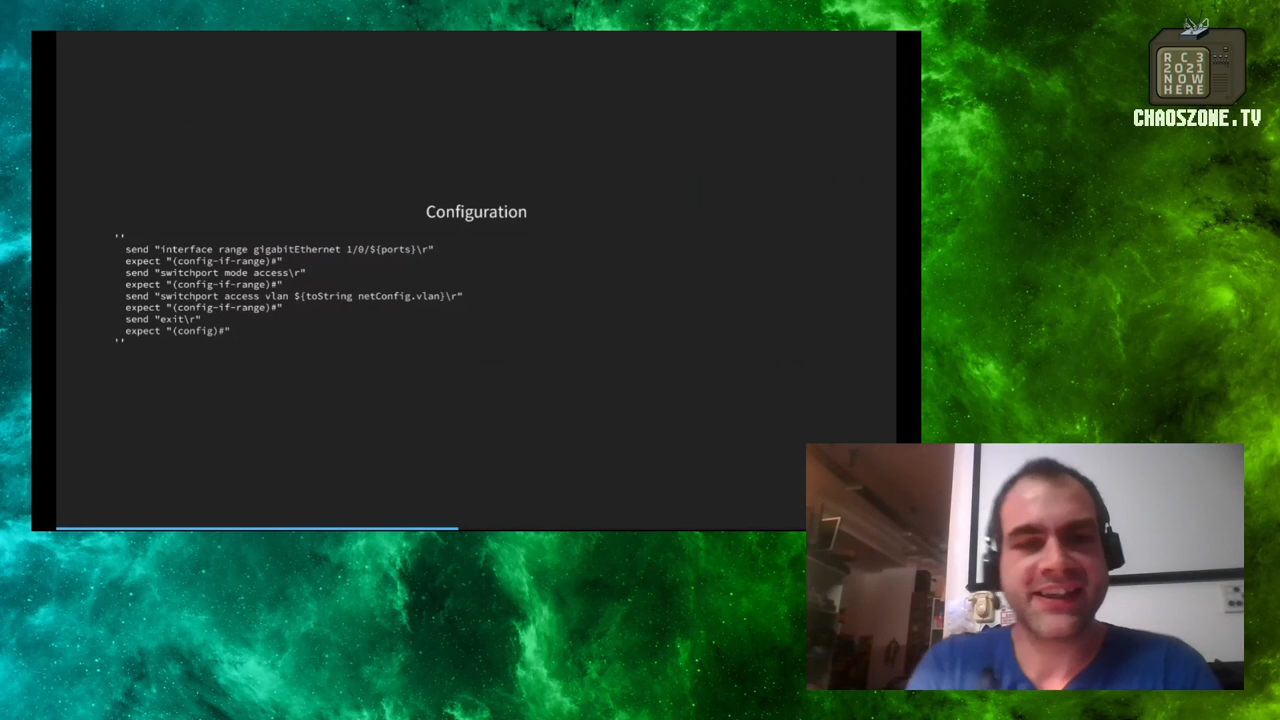 Configuration
''
send "interface range gigabitEthernet 1/0/${ports}\r"
expect "(config-if-range)#"
send "switchport mode access\r"
expect "(config-if-range)#"
send "switchport access vlan ${toString netConfig.vlan}\r"
expect "(config-if-range)#"
send "exit\r"
expect "(config)#"
''
R C 3
2021
NOW
HERE
CHAOSZONE.TV